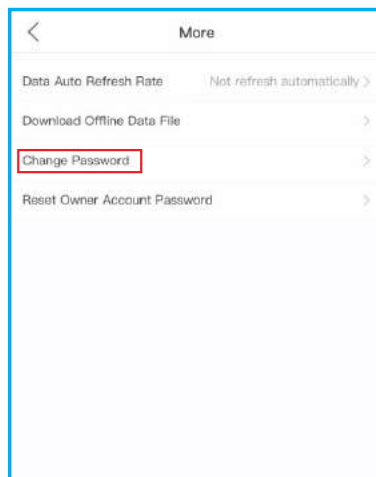 More
Data Auto Refresh Rate Not refresh automatically
Download Offline Data File
Change Password
Reset Owner Account Password